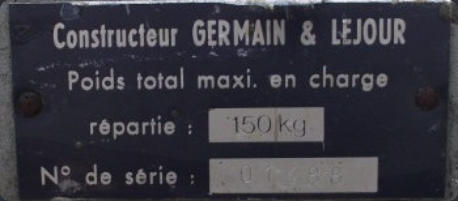 Constructeur GERMAIN & LEJOUR
Poids total maxi. en charge
répartie : 150 kg
N° de série :